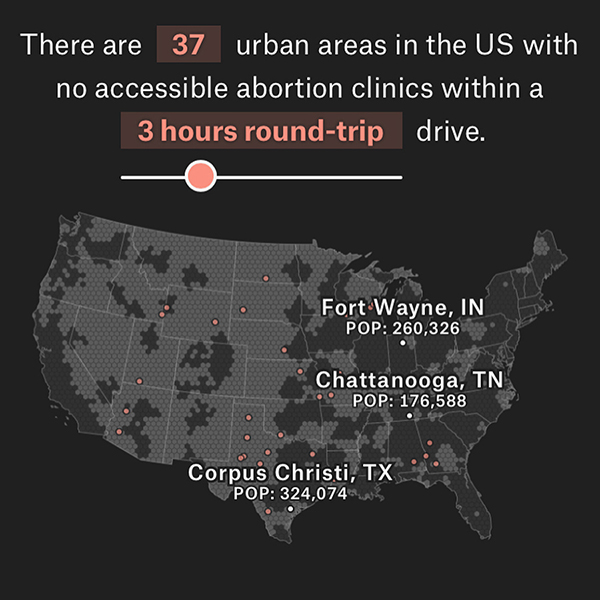 There are 37 urban areas in the US with
no accessible abortion clinics within a
3 hours round-trip drive.
Fort Wayne, IN
POP: 260,326
Chattanooga, TN
POP: 176,588
Corpus Christi, TX
POP: 324,074